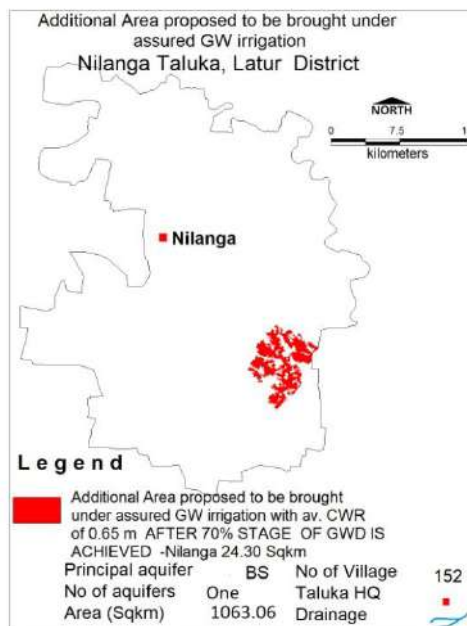 Additional Area proposed to be brought under
assured GW irrigation
Nilanga Taluka, Latur District
NORTH
0 7.5 1
kilometers
Nilanga
Legend
Additional Area proposed to be brought
under assured GW irrigation with av. CWR
of 0.65 m AFTER 70% STAGE OF GWD IS
ACHIEVED -Nilanga 24.30 Sqkm
Principal aquifer BS No of Village 152
No of aquifers One Taluka HQ
Area (Sqkm) 1063.06 Drainage